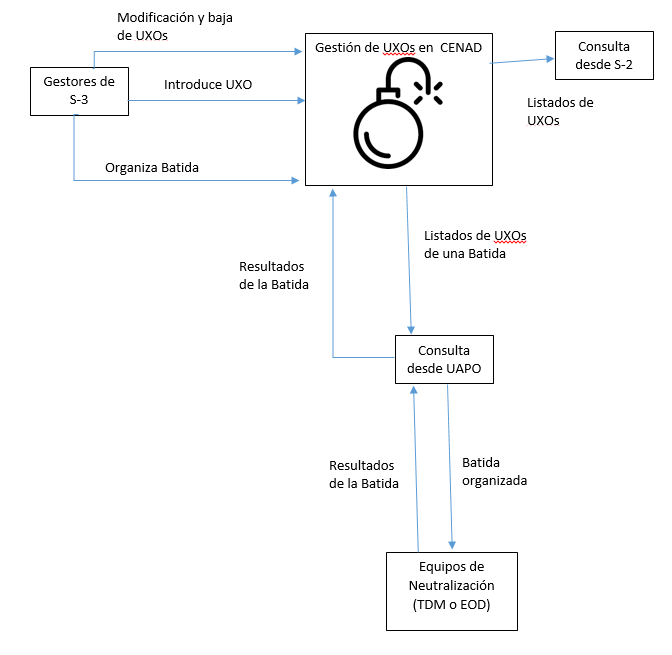 Modificación y baja
de UXOs
Gestión de UXOs en  CENAD
Consulta
desde S-2
Gestores de
S-3
Introduce UXO
Listados de
UXOs
Organiza Batida
Listados de UXOs
de una Batida
Resultados
de la Batida
Consulta
desde UAPO
Resultados
de la Batida
Batida
organizada
Equipos de
Neutralización
(TDM o EOD)